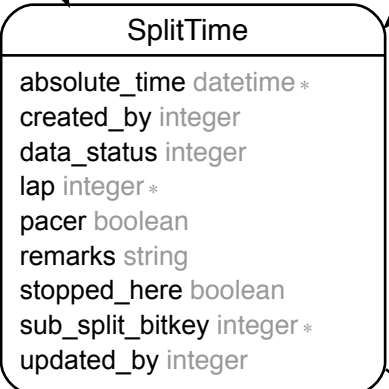 SplitTime
absolute_time datetime *
created_by integer
data_status integer
lap integer *
pacer boolean
remarks string
stopped_here boolean
sub_split_bitkey integer *
updated_by integer